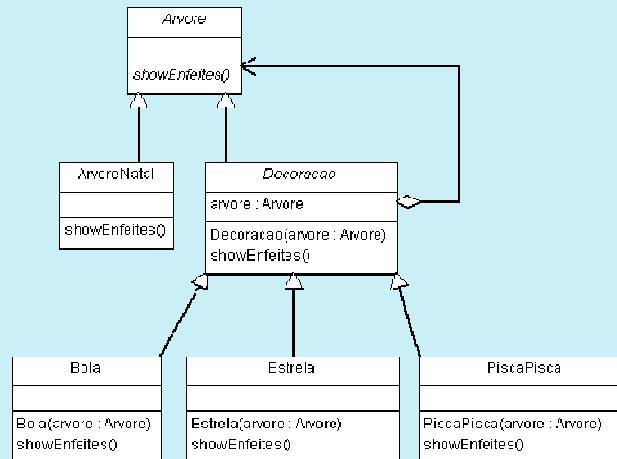 Arvore
showEnfeites()
ArvoreNatal
showEnfeites()
Decoracao
arvore : Arvore
Decoracao(arvore : Arvore)
showEnfeites()
Bola
Bola(arvore : Arvore)
showEnfeites()
Estrela
Estrela(arvore : Arvore)
showEnfeites()
PiscaPisca
PiscaPisca(arvore : Arvore)
showEnfeites()